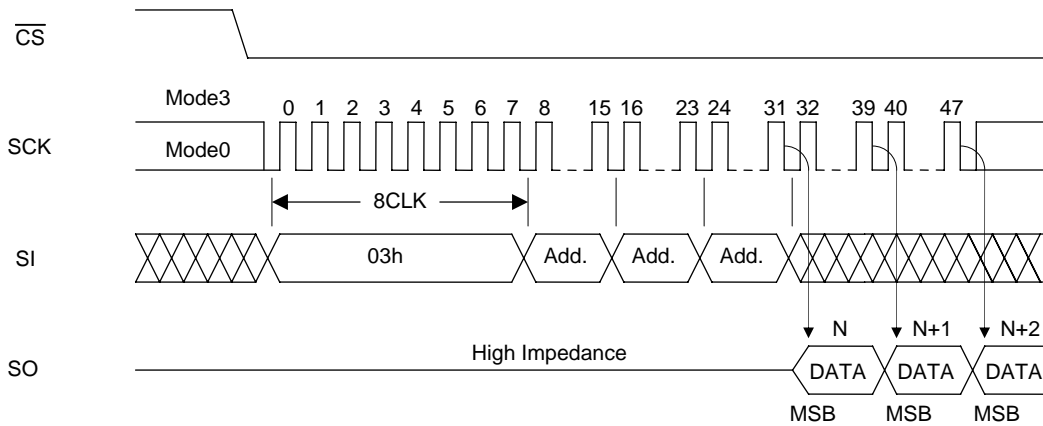 CS
Mode3
0 1 2 3 4 5 6 7 8 15 16 23 24 31 32 39 40 47
SCK
Mode0
8CLK
SI
03h Add. Add. Add.
N N+1 N+2
High Impedance
SO
DATA DATA DATA
MSB MSB MSB